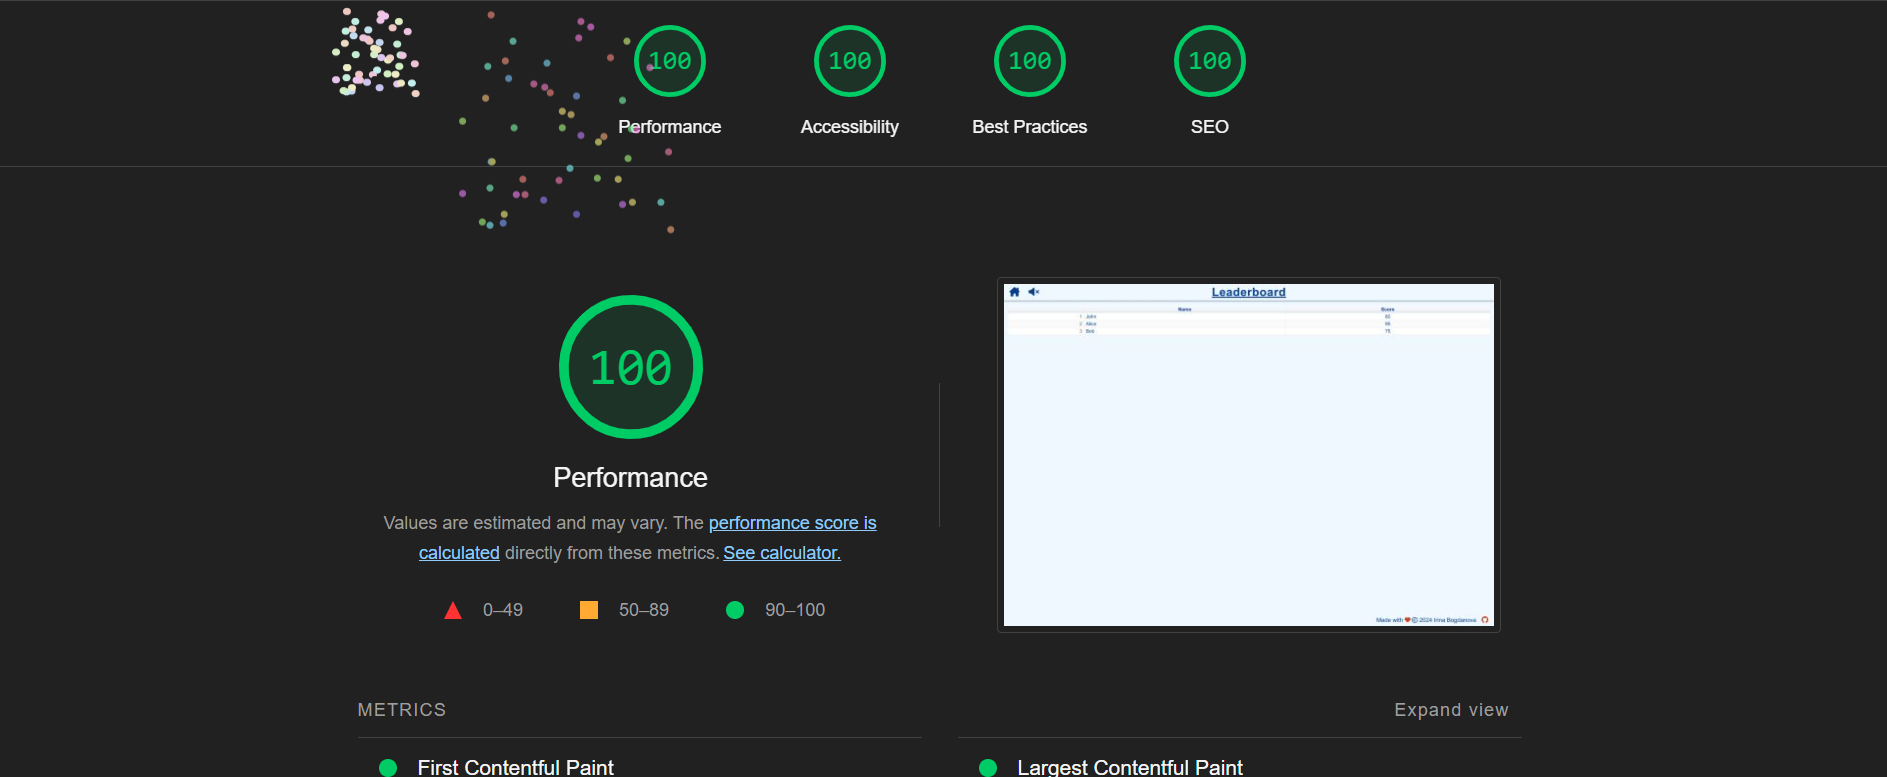 100 100 100 100
Performance Accessibility Best Practices SEO
100
Performance
Values are estimated and may vary. The performance score is
calculated directly from these metrics. See calculator.
0–49 50–89 90–100
Leaderboard
Name Score
1 John
2 Alice
3 Bob 75
Made with © 2024 Irina Bogdanova
METRICS Expand view
First Contentful Paint Largest Contentful Paint